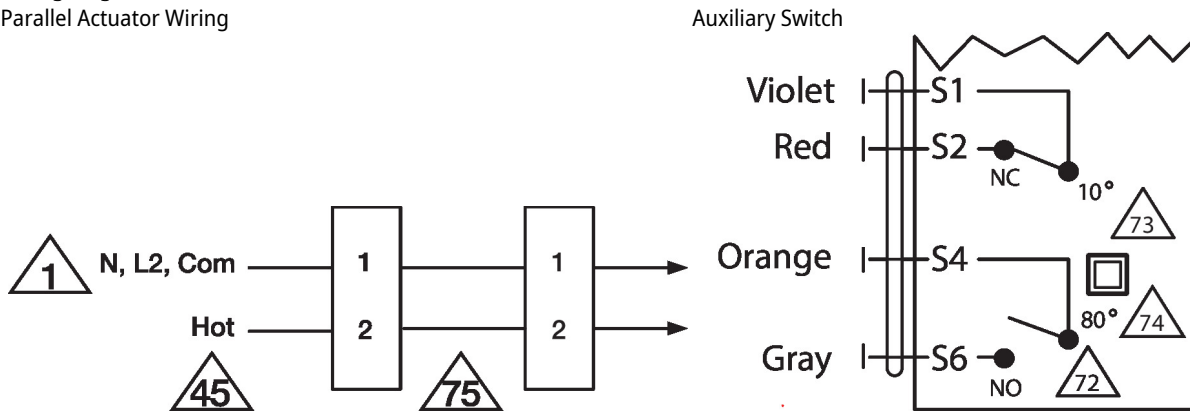 Parallel Actuator Wiring
Auxiliary Switch
Violet S1
Red S2
NC
10°
73
1 N, L2, Com 1 1
Orange S4
Hot 2 2
80° 74
Gray S6
NO
72
45 75